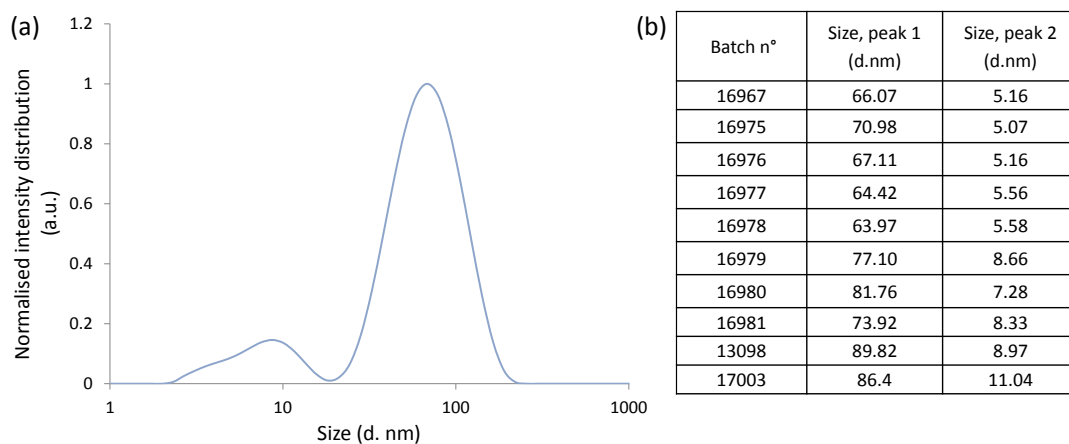 (a)
Normalised intensity distribution
(a.u.)
1.2
1
0.8
0.6
0.4
0.2
0
1 10 100 1000
Size (d. nm)
(b)
Batch n° Size, peak 1 (d.nm) Size, peak 2 (d.nm)
16967 66.07 5.16
16975 70.98 5.07
16976 67.11 5.16
16977 64.42 5.56
16978 63.97 5.58
16979 77.10 8.66
16980 81.76 7.28
16981 73.92 8.33
13098 89.82 8.97
17003 86.4 11.04